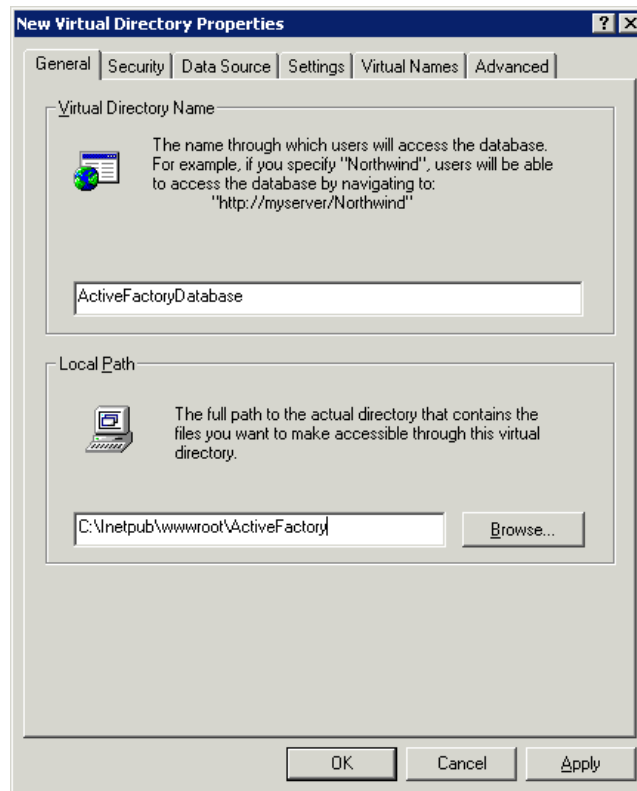 New Virtual Directory Properties
General Security Data Source Settings Virtual Names Advanced
Virtual Directory Name
The name through which users will access the database.
For example, if you specify "Northwind", users will be able
to access the database by navigating to:
"http://myserver/Northwind"
ActiveFactoryDatabase
Local Path
The full path to the actual directory that contains the
files you want to make accessible through this virtual
directory.
C:\Inetpub\wwwroot\ActiveFactory
Browse...
OK Cancel Apply